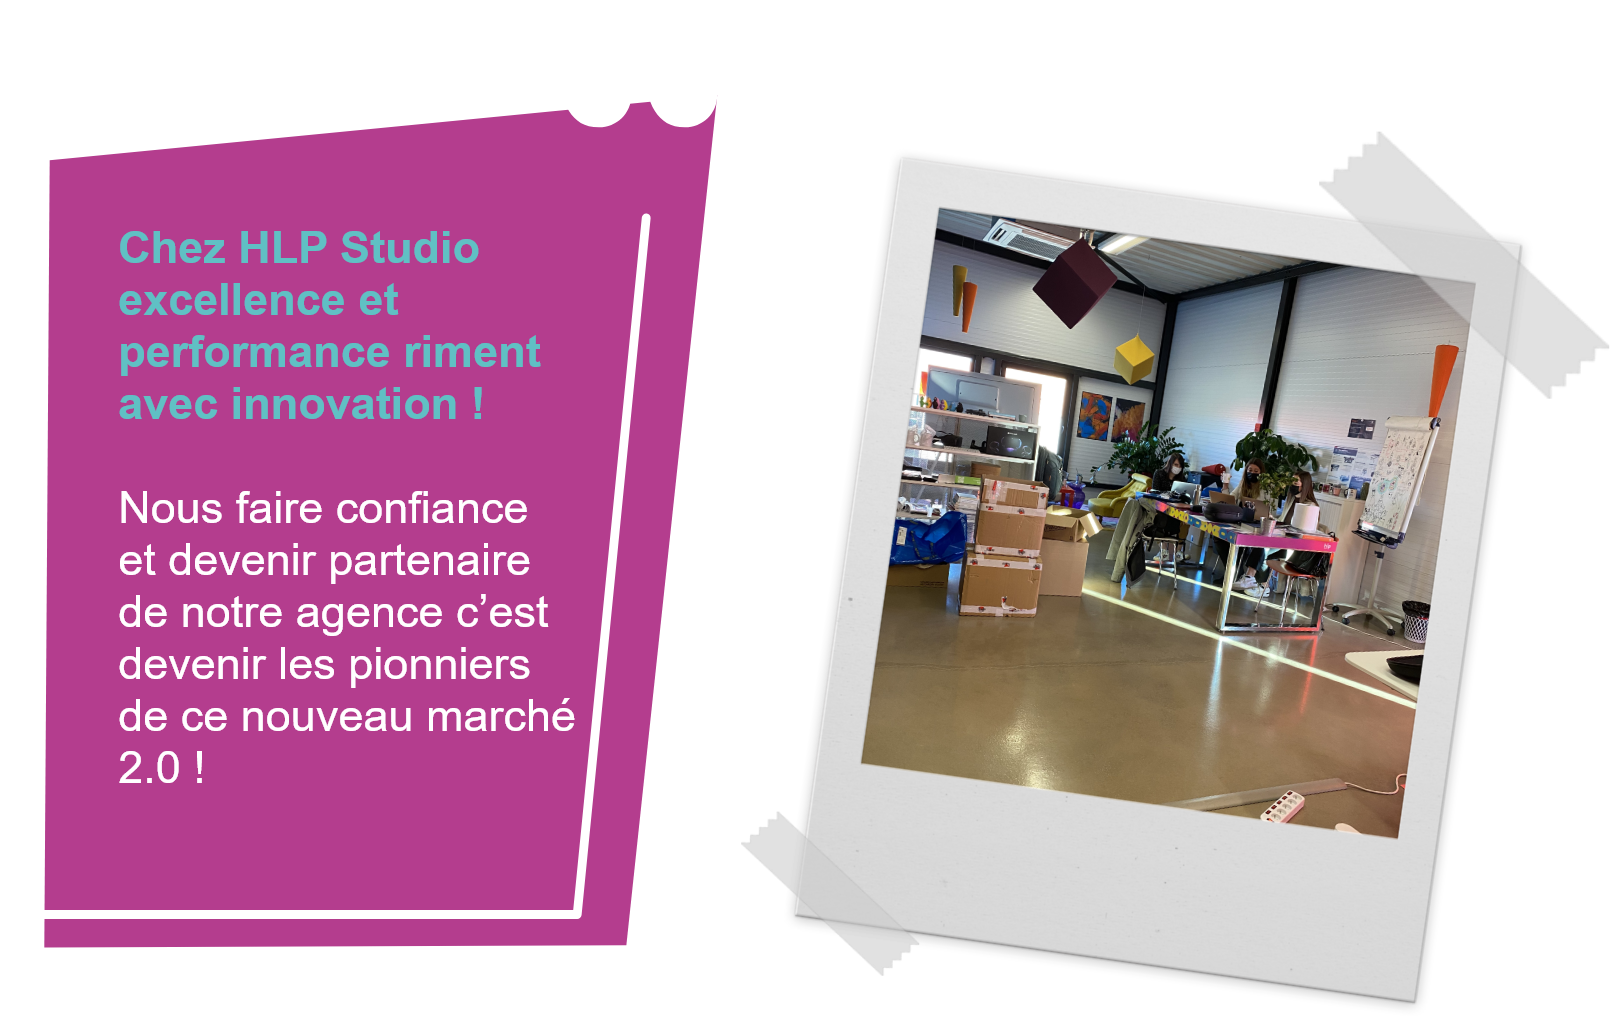 Chez HLP Studio
excellence et
performance riment
avec innovation !
Nous faire confiance
et devenir partenaire
de notre agence c’est
devenir les pionniers
de ce nouveau marché
2.0 !